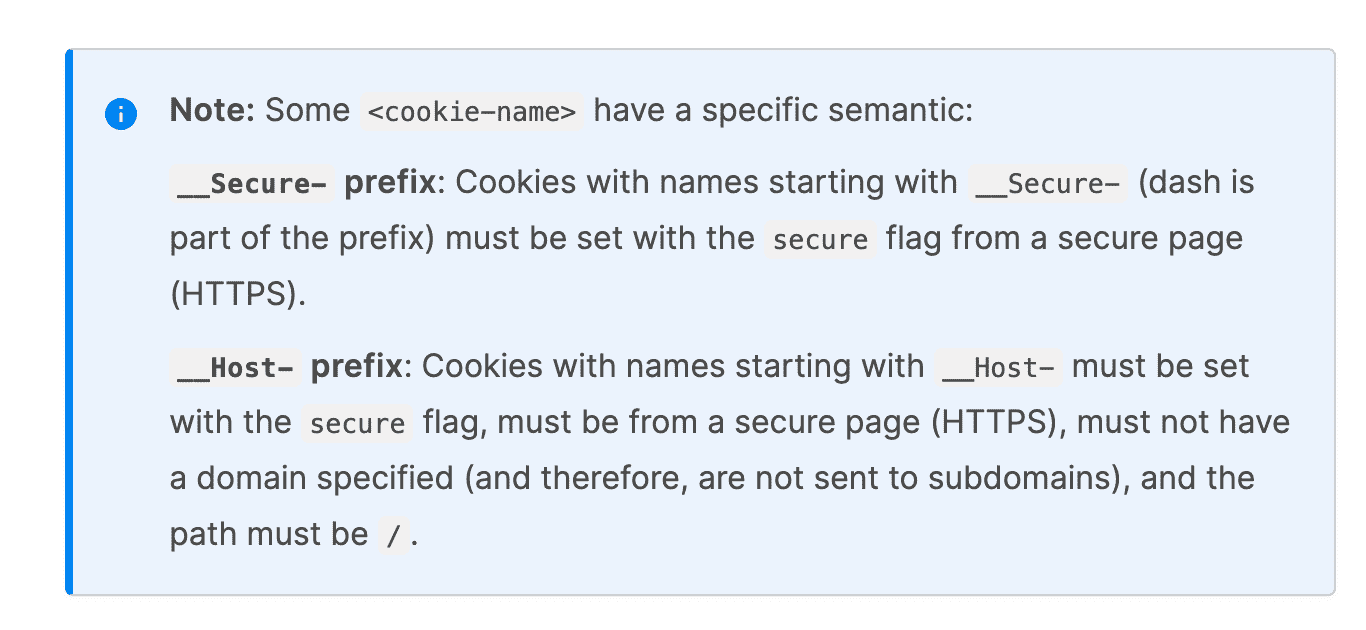 Note: Some <cookie-name> have a specific semantic:
__Secure- prefix: Cookies with names starting with __Secure- (dash is
part of the prefix) must be set with the secure flag from a secure page
(HTTPS).
__Host- prefix: Cookies with names starting with __Host- must be set
with the secure flag, must be from a secure page (HTTPS), must not have
a domain specified (and therefore, are not sent to subdomains), and the
path must be /.